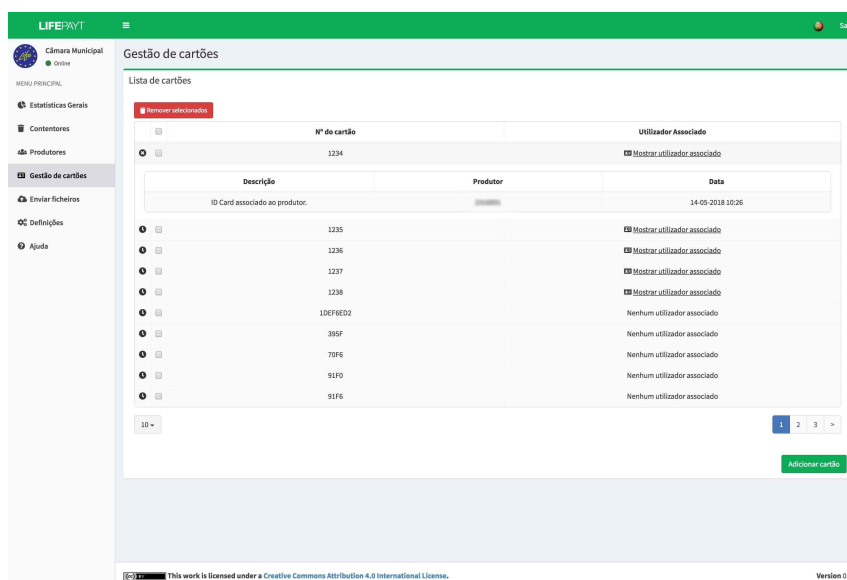 LIFEPAYT
Sa
Câmara Municipal
Online
MENU PRINCIPAL
Estatísticas Gerais
Contentores
Produtores
Gestão de cartões
Enviar ficheiros
Definições
Ajuda
Gestão de cartões
Lista de cartões
Remover selecionados
Nº do cartão Utilizador Associado
1234 Mostrar utilizador associado
Descrição Produtor Data
ID Card associado ao produtor. 14-05-2018 10:26
1235 Mostrar utilizador associado
1236 Mostrar utilizador associado
1237 Mostrar utilizador associado
1238 Mostrar utilizador associado
1DEF6ED2 Nenhum utilizador associado
395F Nenhum utilizador associado
70F6 Nenhum utilizador associado
91F0 Nenhum utilizador associado
91F6 Nenhum utilizador associado
10 1 2 3 >
Adicionar cartão
This work is licensed under a Creative Commons Attribution 4.0 International License. Version 0